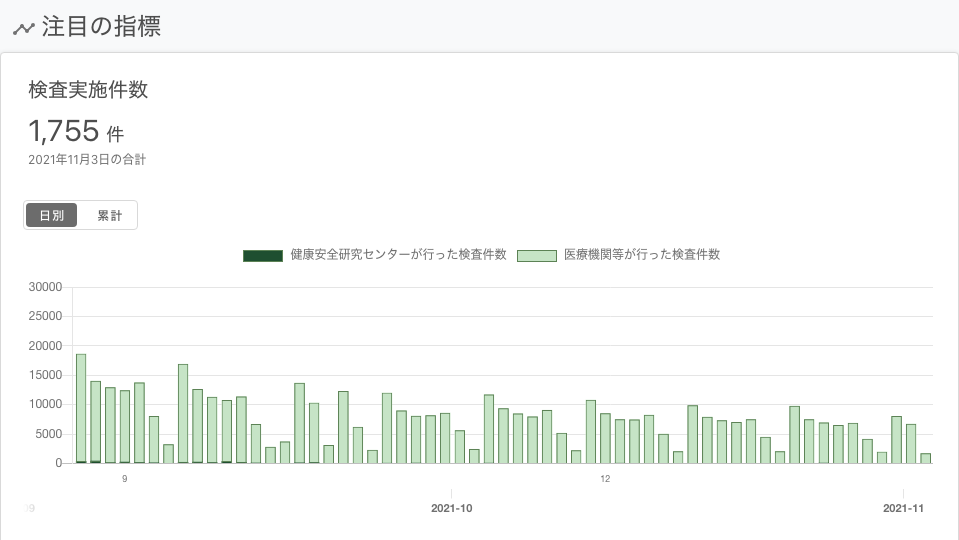 注目の指標
検査実施件数
1,755 件
2021年11月3日の合計
日別 累計
健康安全研究センターが行った検査件数 医療機関等が行った検査件数
30000
25000
20000
15000
10000
5000
0
9 12
9 2021-10 2021-11